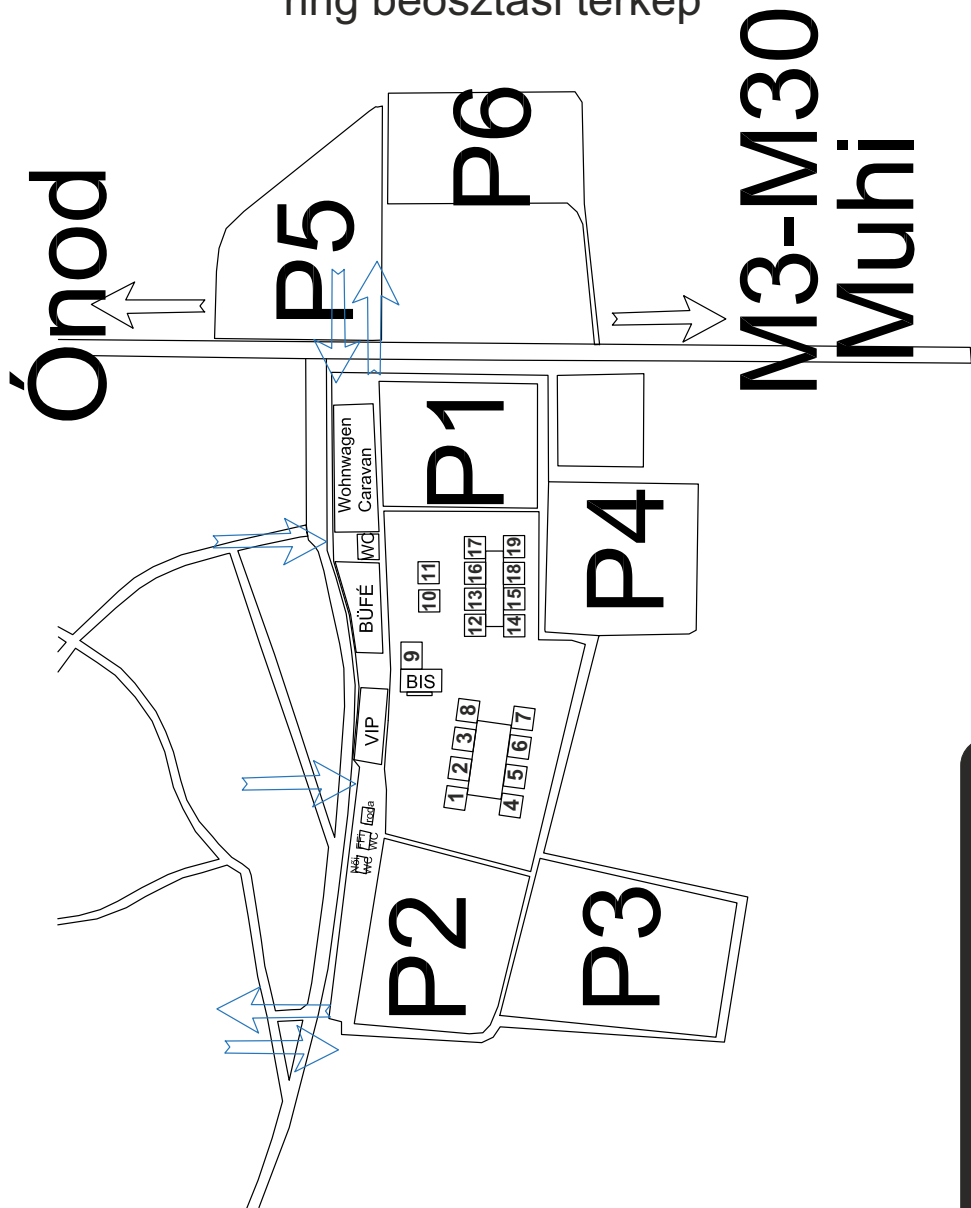 ring beosztási térkép
Ónod
M3-M30
Muhi
P5
P6
P1
P4
P2
P3
Wohnwagen
Caravan
WC
BÜFÉ
VIP
BIS
Iroda
FFi
WC
Női
WC
9
10
11
12
13
16
17
14
15
18
19
1
2
3
8
4
5
6
7